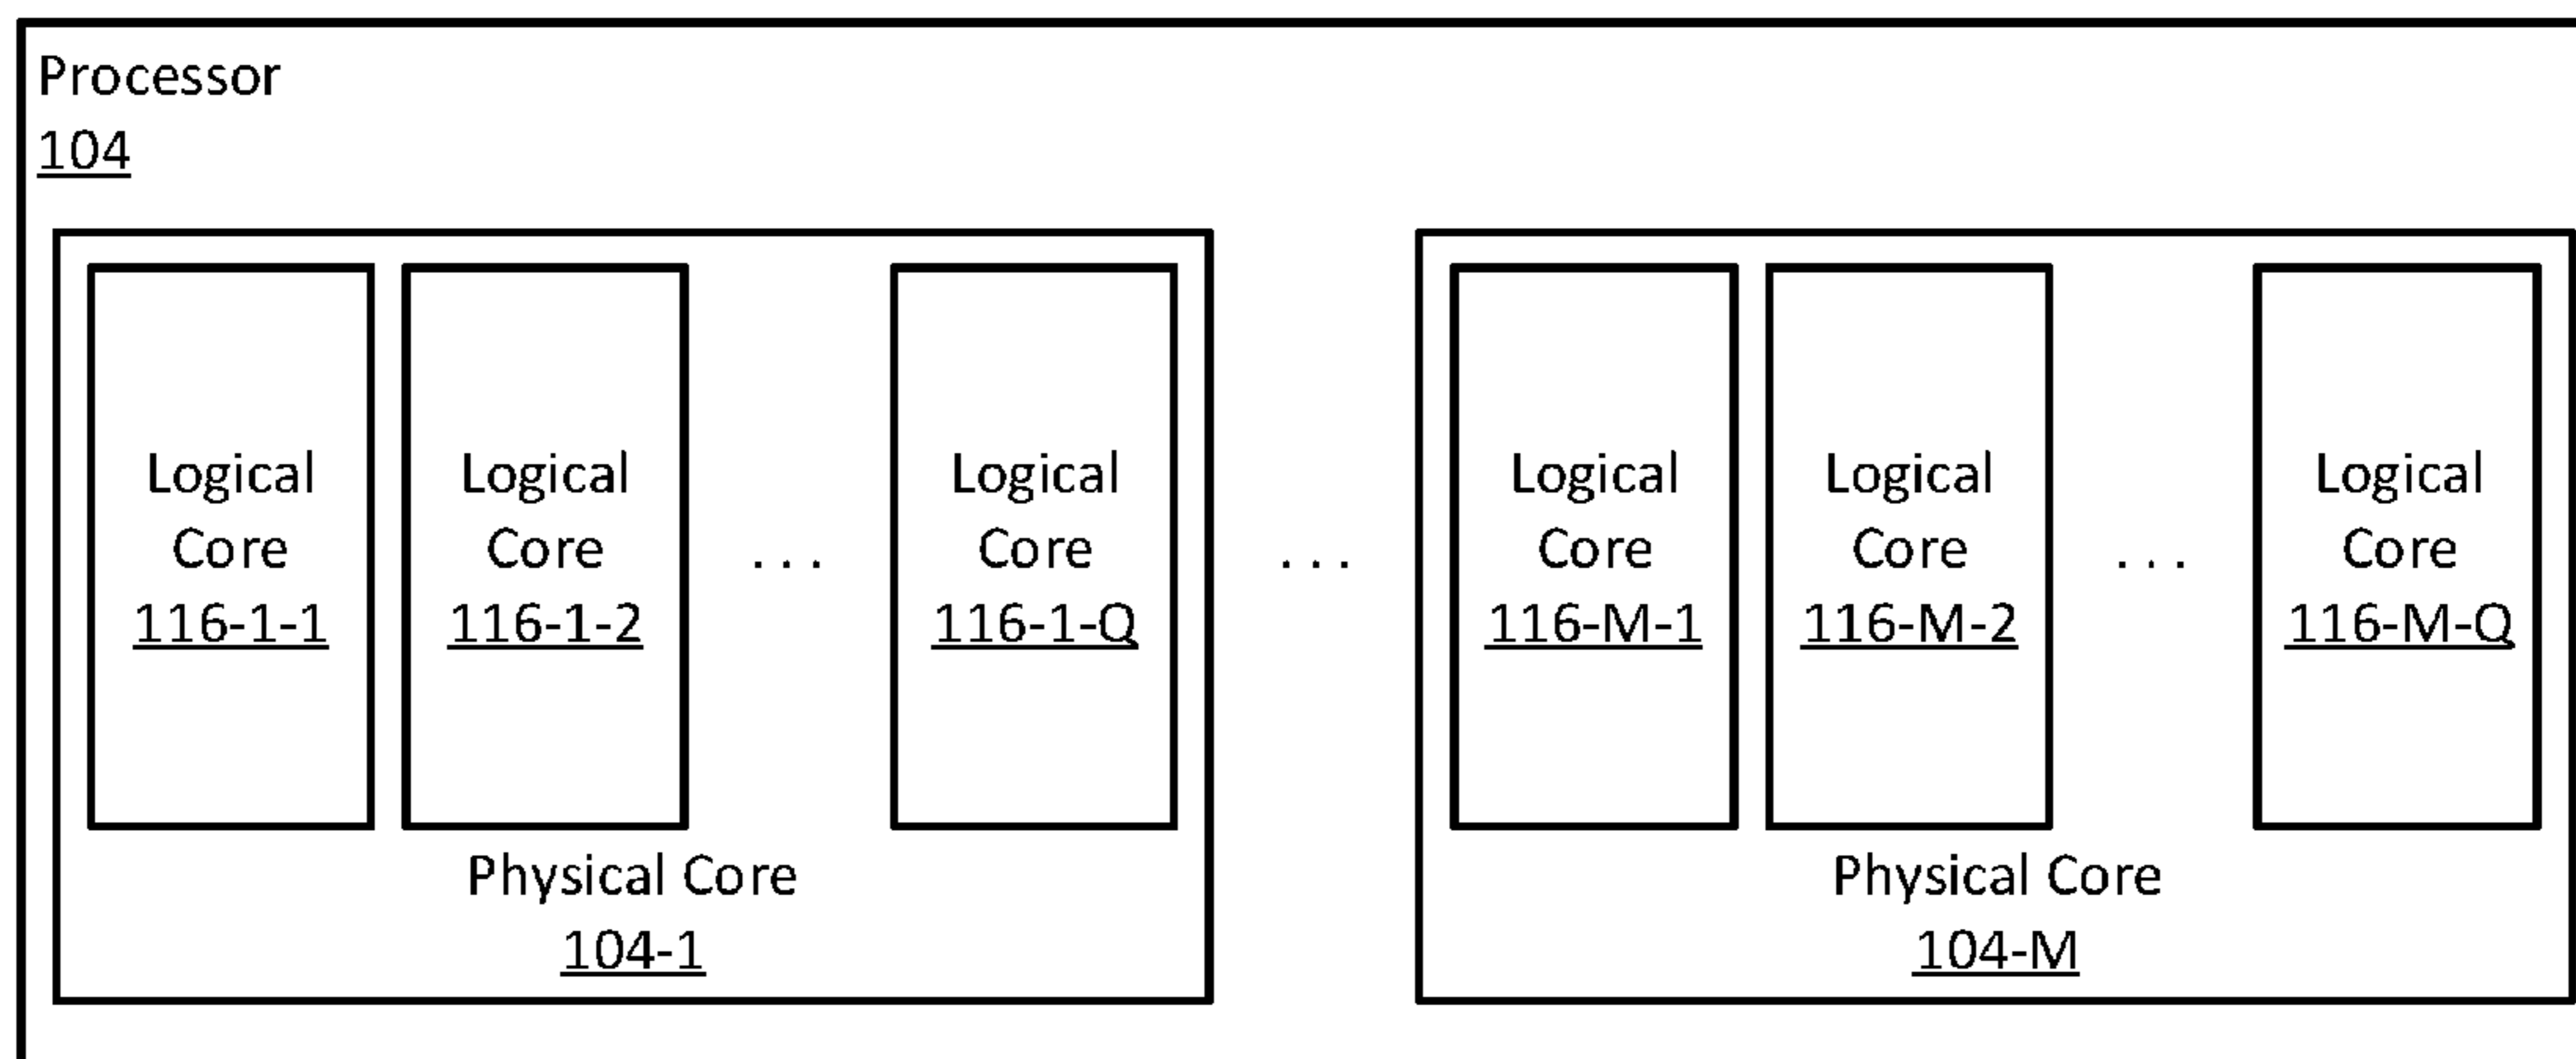 Processor
104
Logical
Core
116-1-1
Logical
Core
116-1-2
...
Logical
Core
116-1-Q
Physical Core
104-1
...
Logical
Core
116-M-1
Logical
Core
116-M-2
...
Logical
Core
116-M-Q
Physical Core
104-M